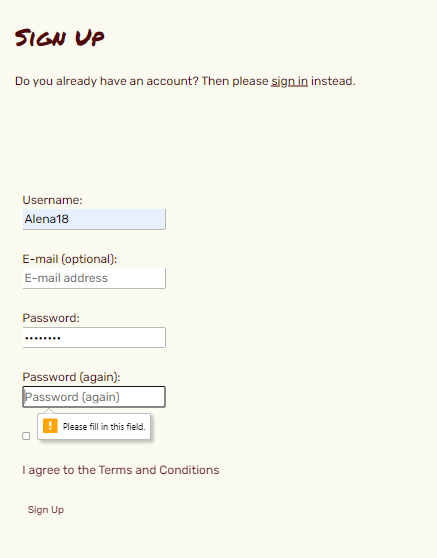 Sign Up
Do you already have an account? Then please sign in instead.
Username:
Alena18
E-mail (optional):
E-mail address
Password:
••••••••
Password (again):
Password (again)
Please fill in this field.
I agree to the Terms and Conditions
Sign Up